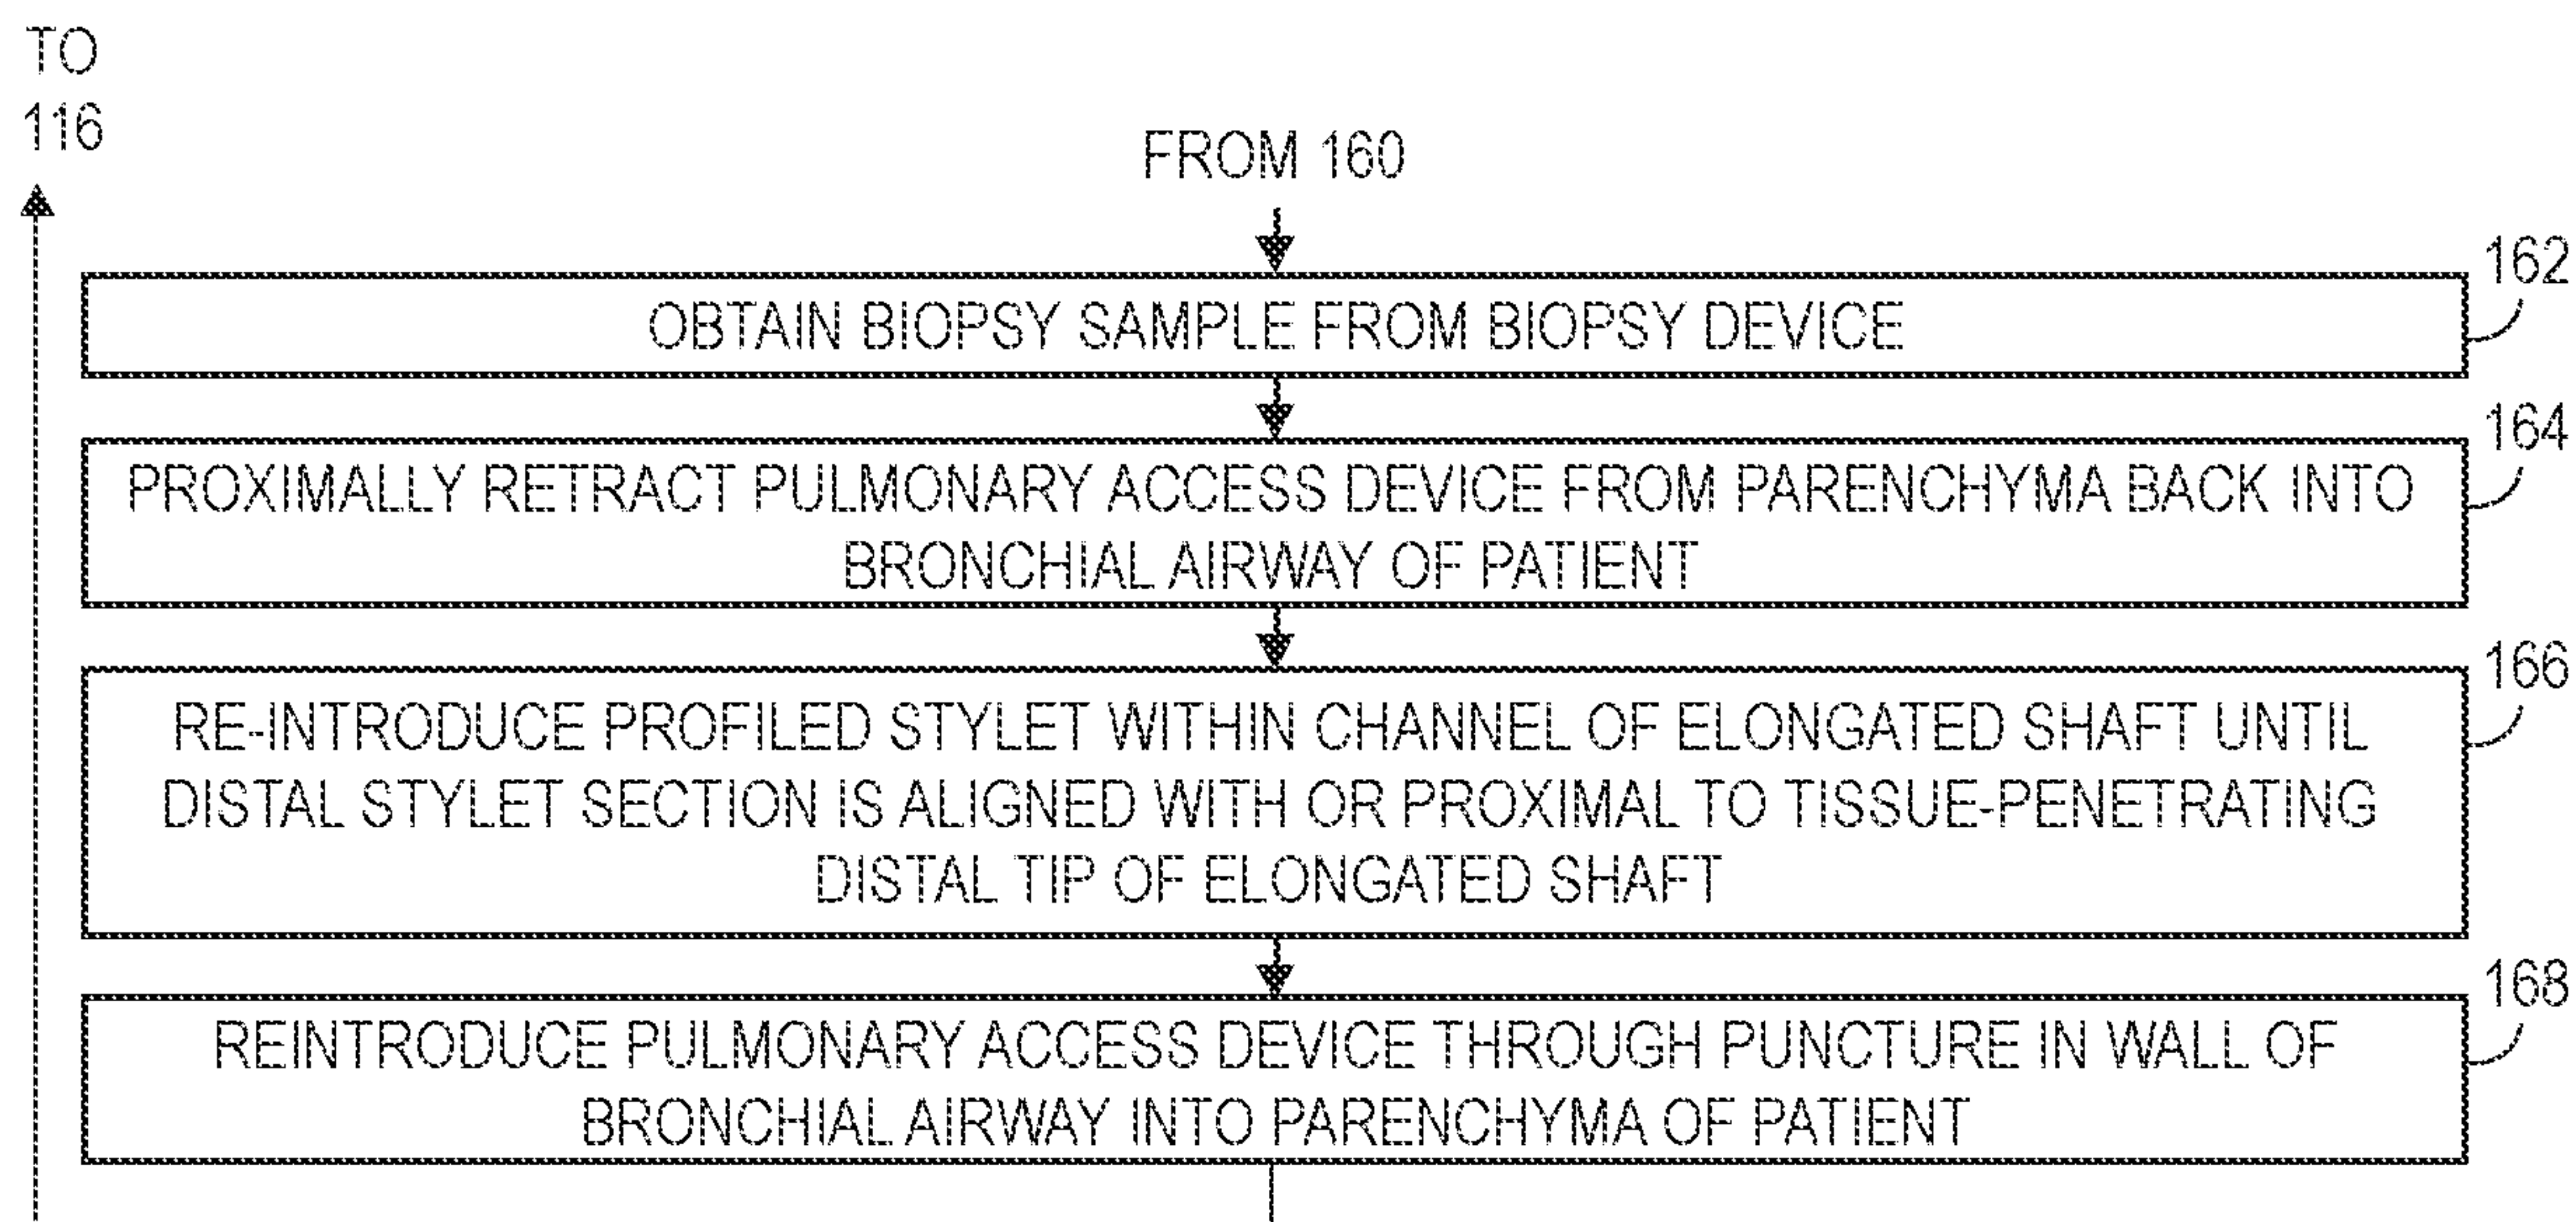 TO
116
FROM 160
162
OBTAIN BIOPSY SAMPLE FROM BIOPSY DEVICE
164
PROXIMALLY RETRACT PULMONARY ACCESS DEVICE FROM PARENCHYMA BACK INTO
BRONCHIAL AIRWAY OF PATIENT
166
RE-INTRODUCE PROFILED STYLET WITHIN CHANNEL OF ELONGATED SHAFT UNTIL
DISTAL STYLET SECTION IS ALIGNED WITH OR PROXIMAL TO TISSUE-PENETRATING
DISTAL TIP OF ELONGATED SHAFT
168
REINTRODUCE PULMONARY ACCESS DEVICE THROUGH PUNCTURE IN WALL OF
BRONCHIAL AIRWAY INTO PARENCHYMA OF PATIENT